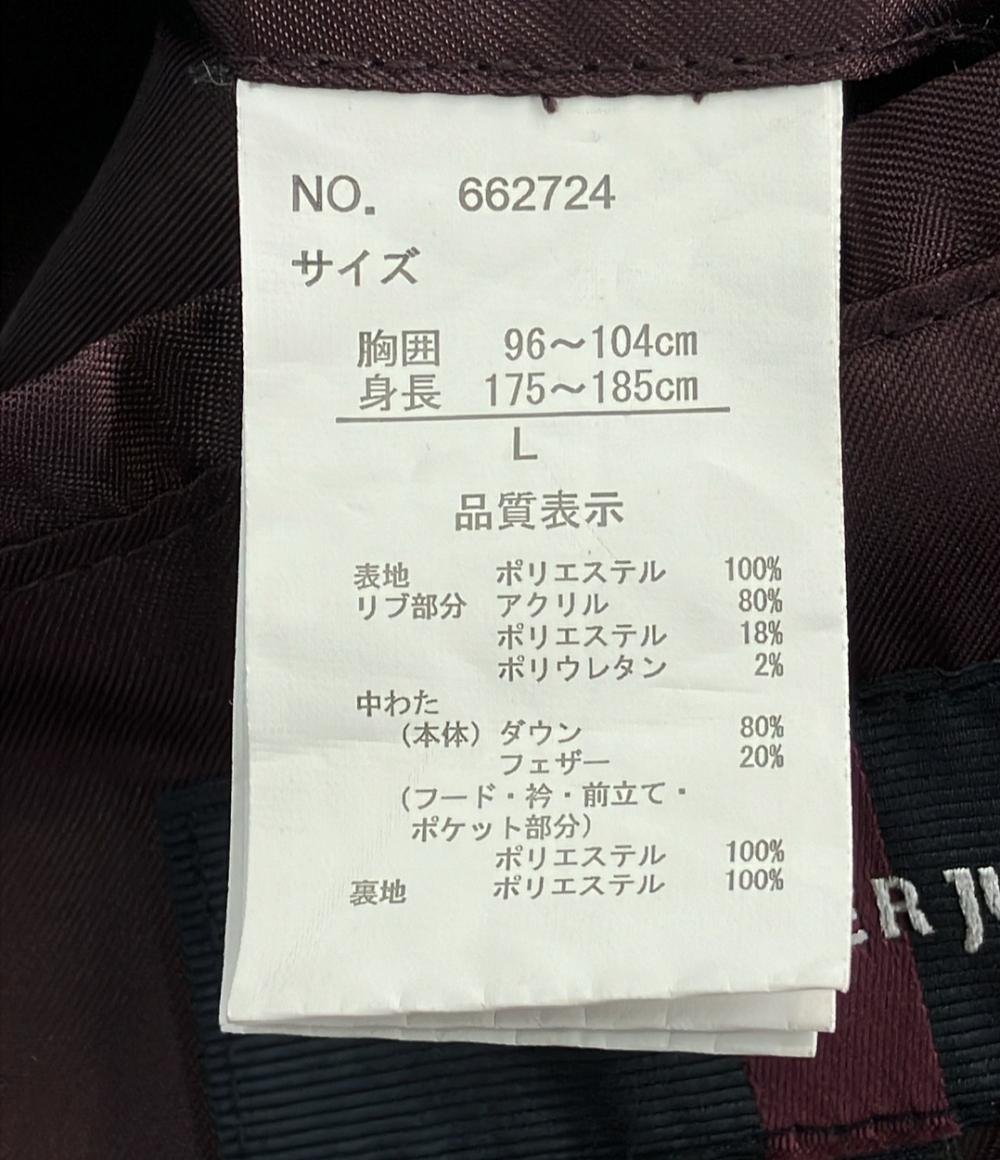 NO. 662724
サイズ
胸囲 96～104cm
身長 175～185cm
L
品質表示
表地 ポリエステル 100%
リブ部分 アクリル 80%
ポリエステル 18%
ポリウレタン 2%
中わた
(本体) ダウン 80%
フェザー 20%
(フード・衿・前立て・
ポケット部分)
ポリエステル 100%
裏地 ポリエステル 100%